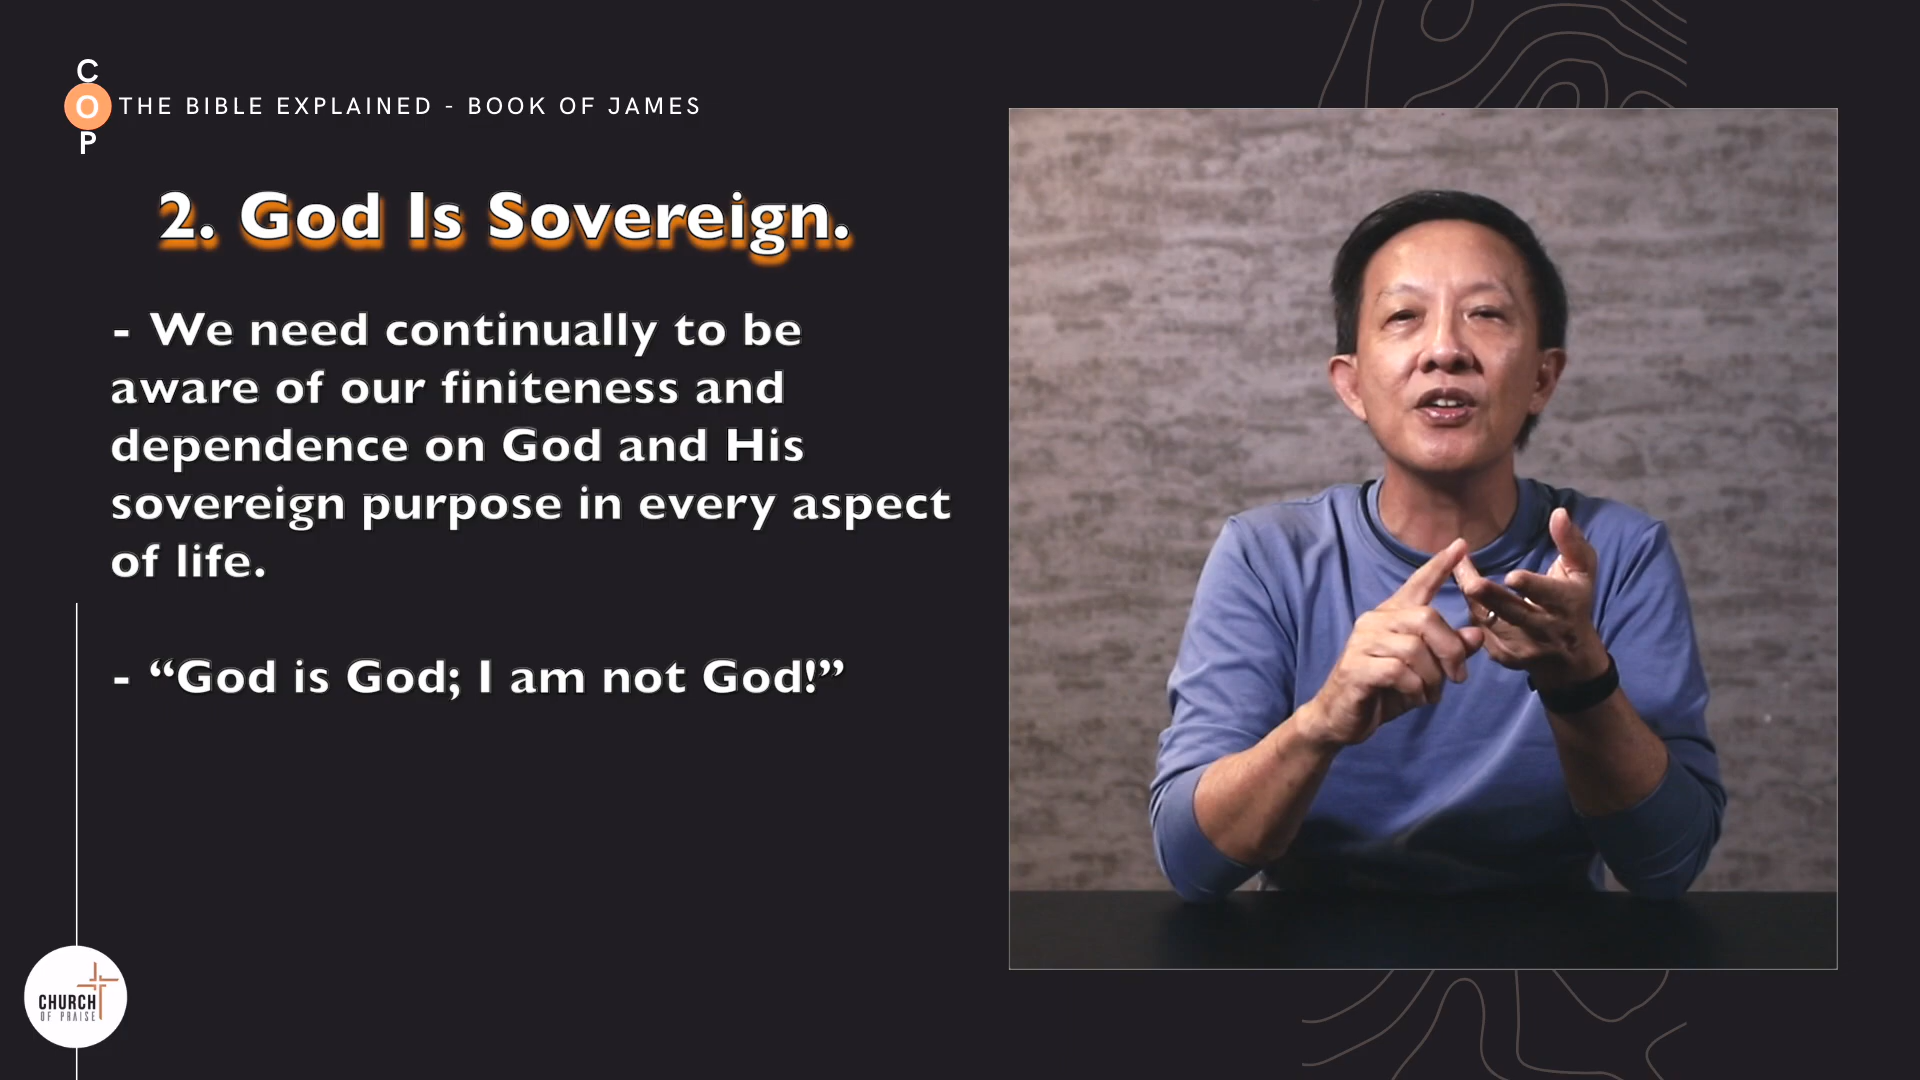 C
O
P
THE BIBLE EXPLAINED - BOOK OF JAMES
2. God Is Sovereign.
- We need continually to be
aware of our finiteness and
dependence on God and His
sovereign purpose in every aspect
of life.
- “God is God; I am not God!”
CHURCH
OF PRAISE